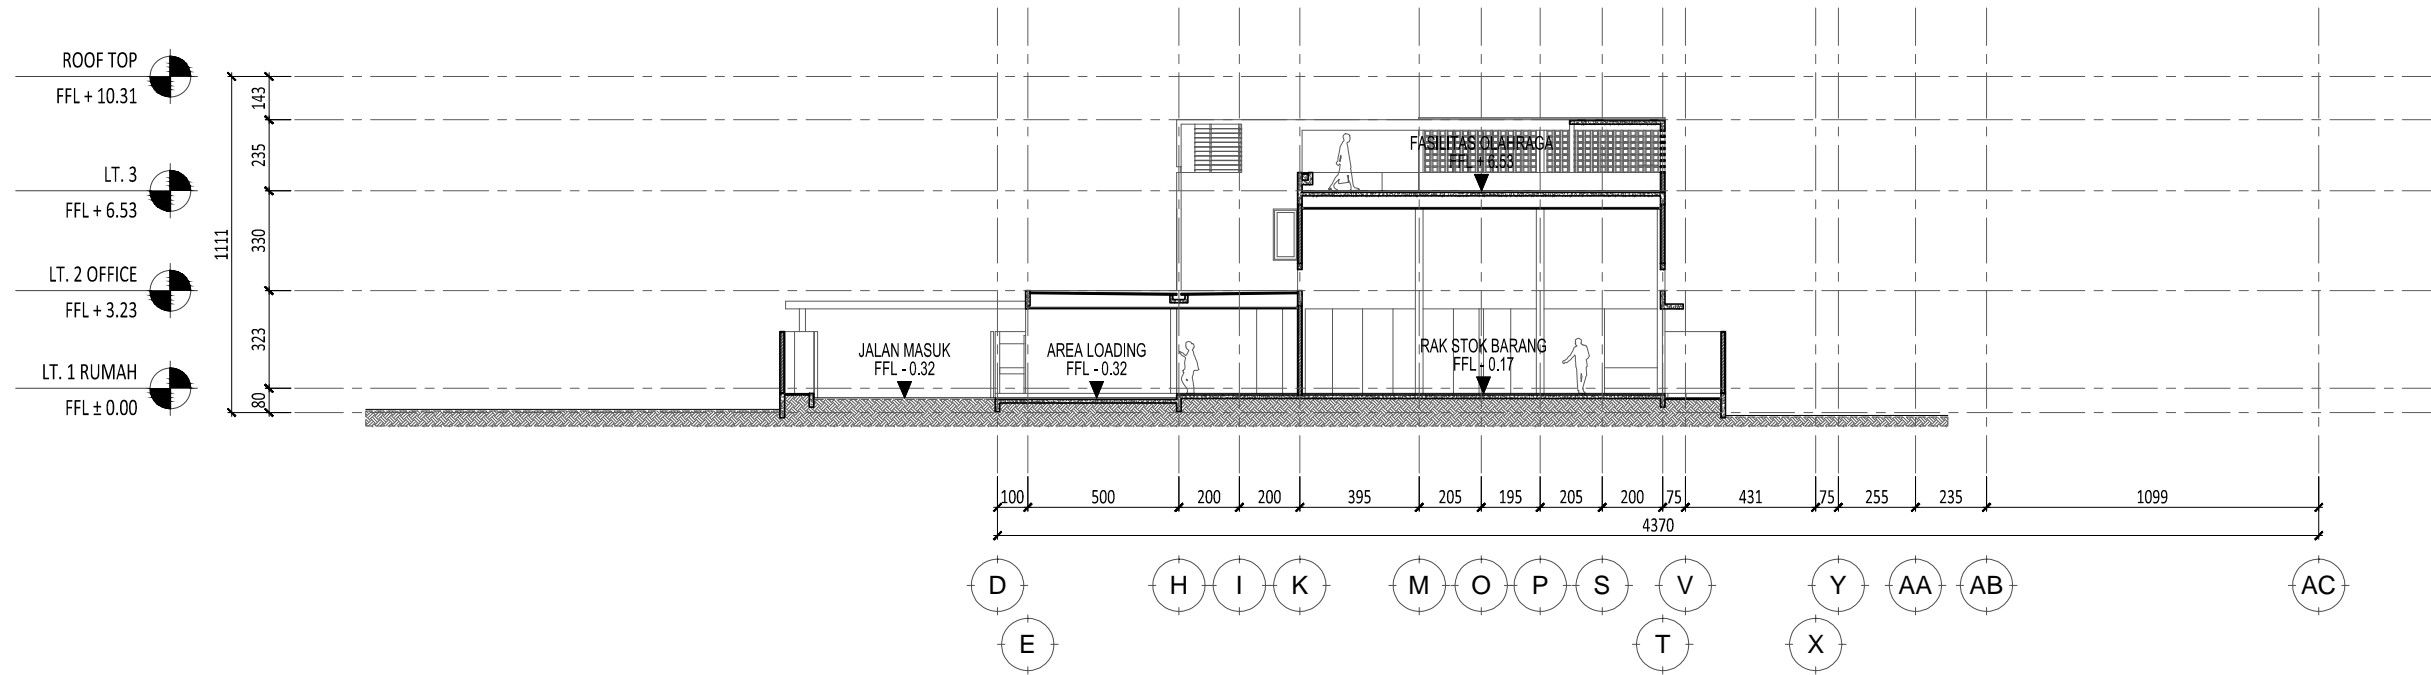 ROOF TOP
FFL + 10.31
LT. 3
FFL + 6.53
LT. 2 OFFICE
FFL + 3.23
LT. 1 RUMAH
FFL ± 0.00
1111
143
235
330
323
80
FASILITAS OLAHRAGA
FFL + 6.53
JALAN MASUK
FFL - 0.32
AREA LOADING
FFL - 0.32
RAK STOK BARANG
FFL - 0.17
100 500 200 200 395 205 195 205 200 75 431 75 255 235 1099
4370
D H I K M O P S V Y AA AB AC
E T X